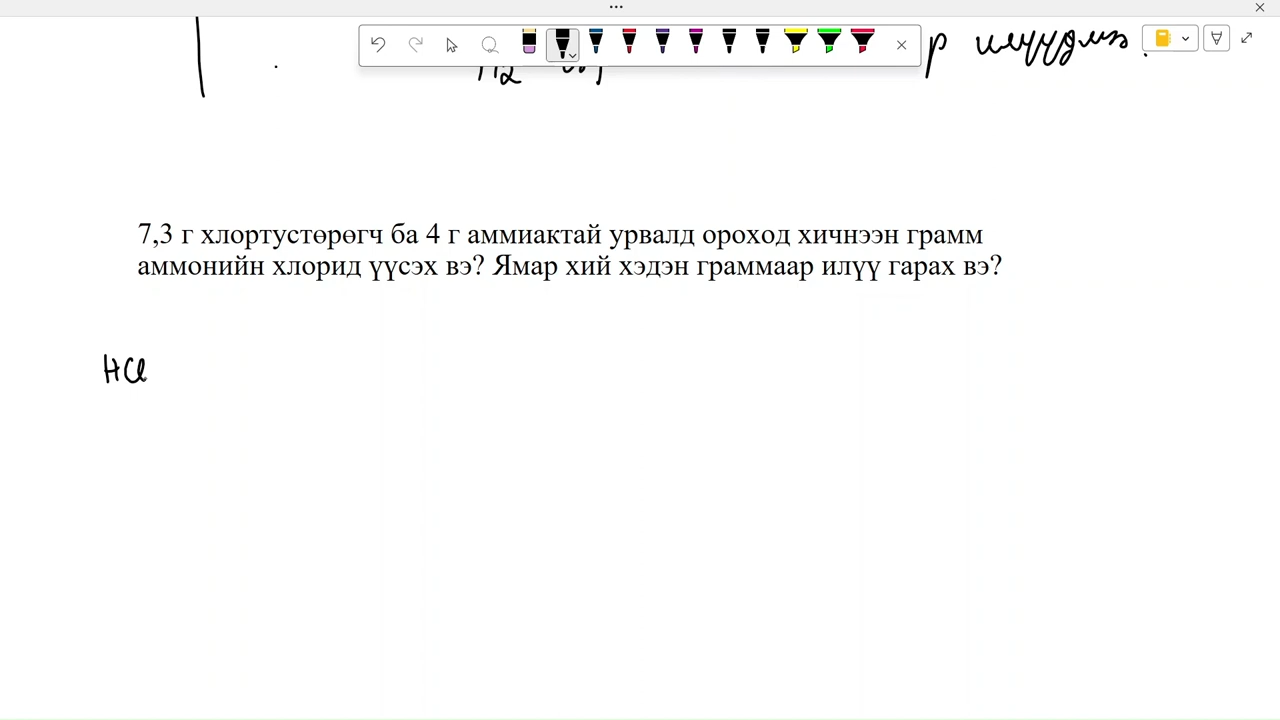 р илүүдлээ.
7,3 г хлортустөрөгч ба 4 г аммиактай урвалд ороход хичнээн грамм
аммонийн хлорид үүсэх вэ? Ямар хий хэдэн граммаар илүү гарах вэ?
HCl